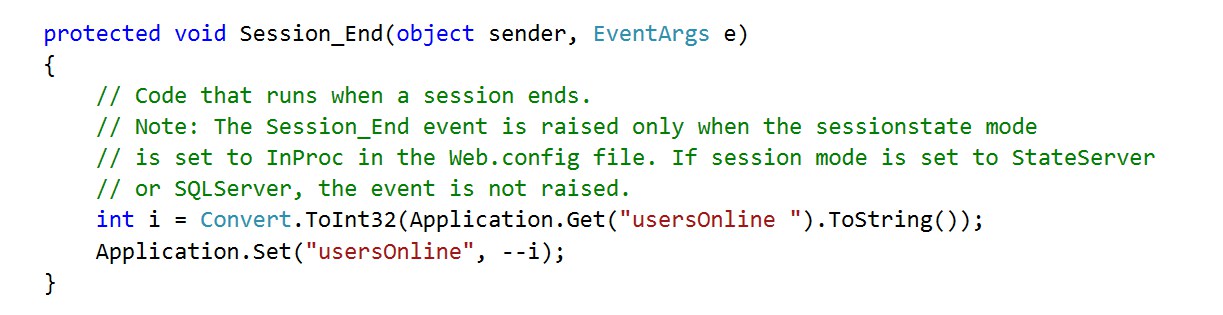 protected void Session_End(object sender, EventArgs e)
{
// Code that runs when a session ends.
// Note: The Session_End event is raised only when the sessionstate mode
// is set to InProc in the Web.config file. If session mode is set to StateServer
// or SQLServer, the event is not raised.
int i = Convert.ToInt32(Application.Get("usersOnline ").ToString());
Application.Set("usersOnline", --i);
}